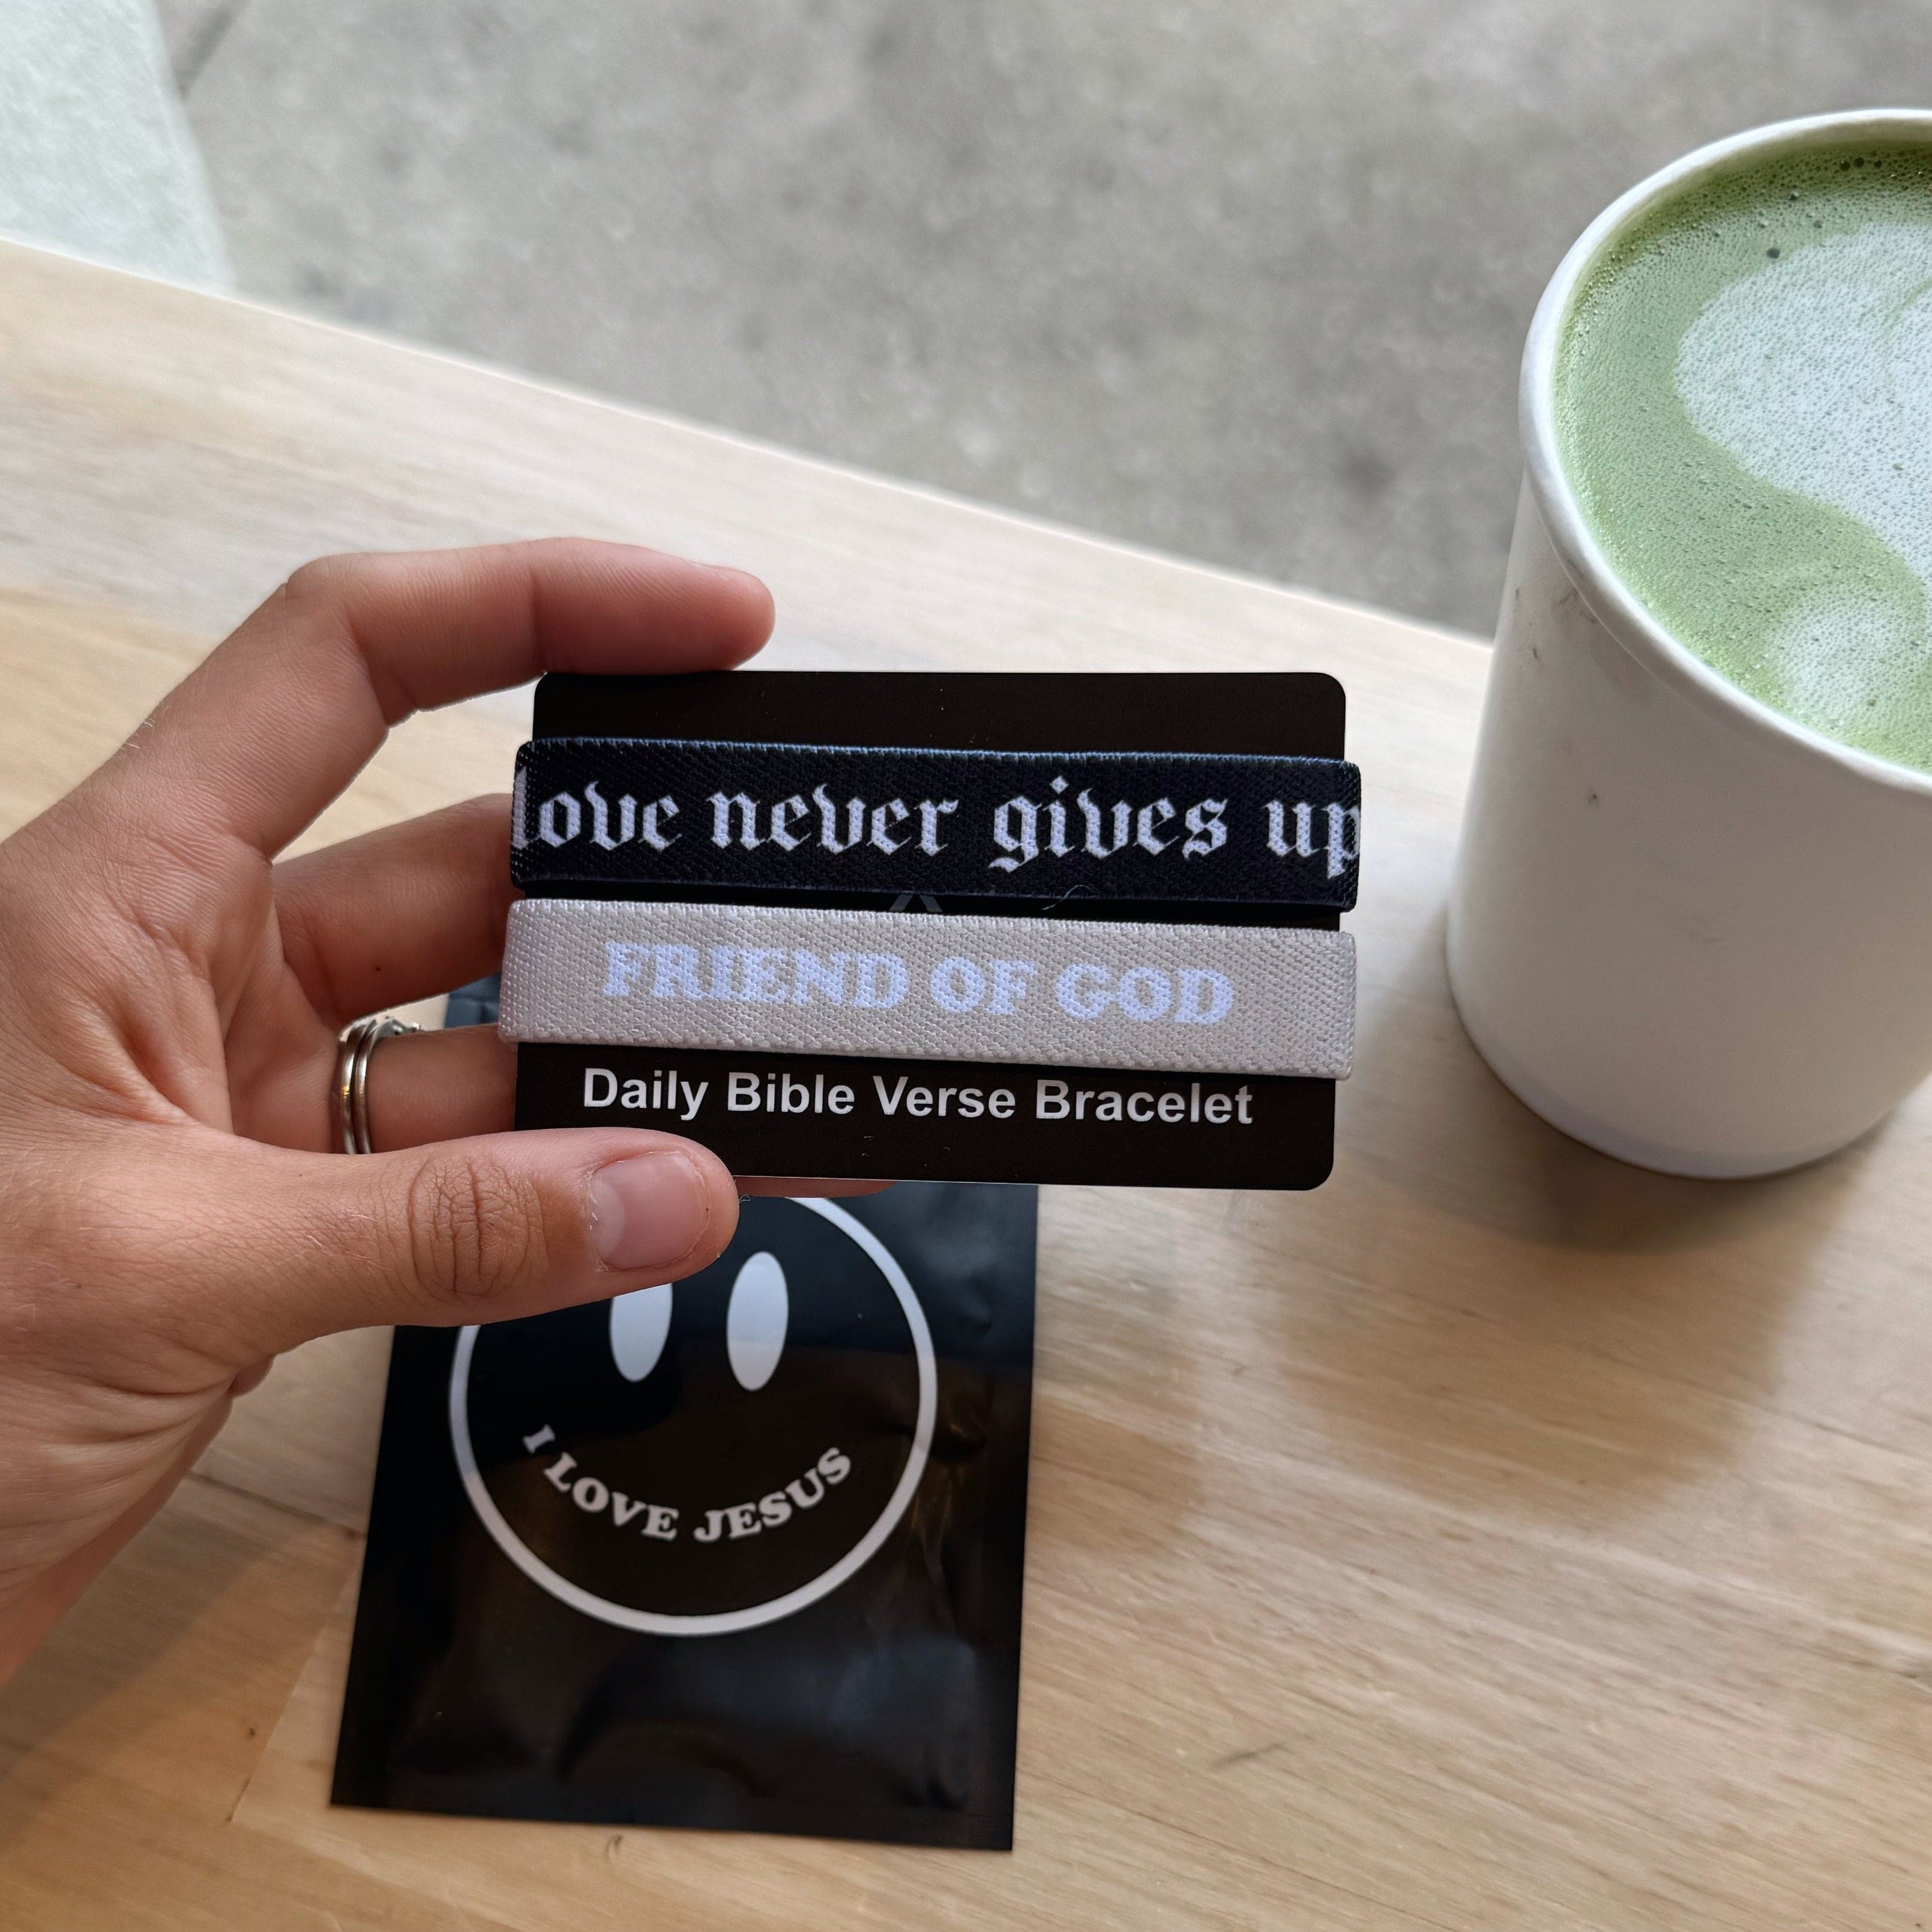 love never gives up
FRIEND OF GOD
Daily Bible Verse Bracelet
I LOVE JESUS